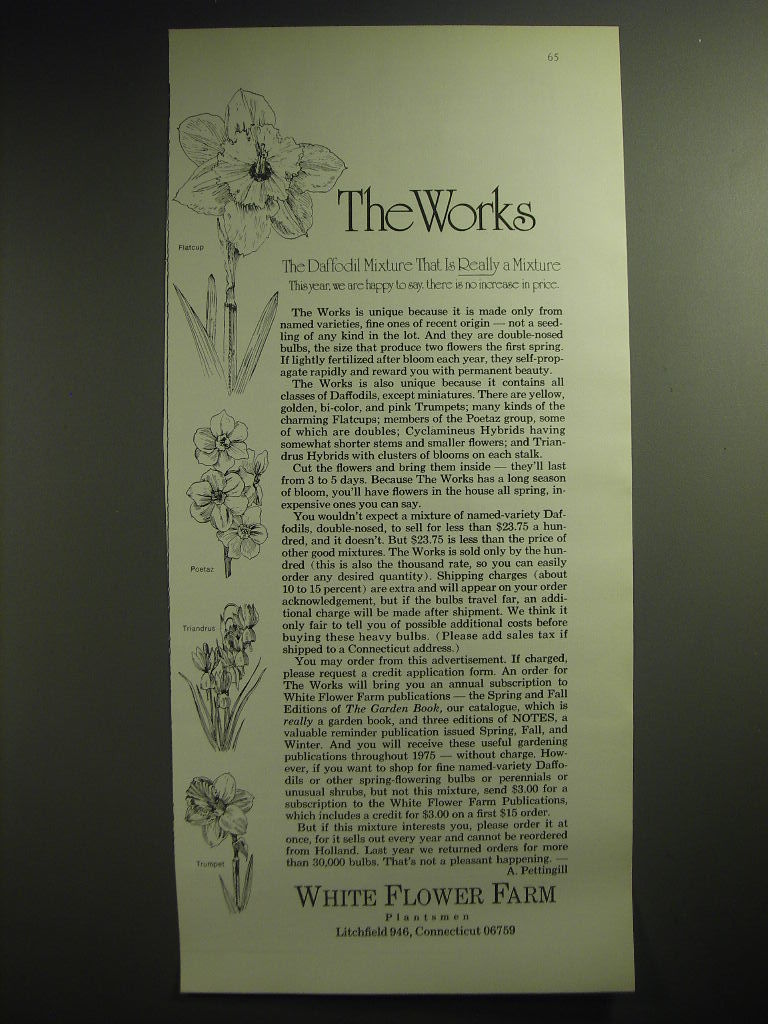 65
The Works
The Daffodil Mixture That Is Really a Mixture
This year, we are happy to say, there is no increase in price.
Flatcup
The Works is unique because it is made only from
named varieties, fine ones of recent origin — not a seed-
ling of any kind in the lot. And they are double-nosed
bulbs, the size that produce two flowers the first spring.
If lightly fertilized after bloom each year, they self-prop-
agate rapidly and reward you with permanent beauty.
The Works is also unique because it contains all
classes of Daffodils, except miniatures. There are yellow,
golden, bi-color, and pink Trumpets; many kinds of the
charming Flatcups; members of the Poetaz group, some
of which are doubles; Cyclamineus Hybrids having
somewhat shorter stems and smaller flowers; and Trian-
drus Hybrids with clusters of blooms on each stalk.
Cut the flowers and bring them inside — they'll last
from 3 to 5 days. Because The Works has a long season
of bloom, you'll have flowers in the house all spring, in-
expensive ones you can say.
You wouldn't expect a mixture of named-variety Daf-
fodils, double-nosed, to sell for less than $23.75 a hun-
dred, and it doesn't. But $23.75 is less than the price of
other good mixtures. The Works is sold only by the hun-
dred (this is also the thousand rate, so you can easily
order any desired quantity). Shipping charges (about
10 to 15 percent) are extra and will appear on your order
acknowledgement, but if the bulbs travel far, an addi-
tional charge will be made after shipment. We think it
only fair to tell you of possible additional costs before
buying these heavy bulbs. (Please add sales tax if
shipped to a Connecticut address.)
You may order from this advertisement. If charged,
please request a credit application form. An order for
The Works will bring you an annual subscription to
White Flower Farm publications — the Spring and Fall
Editions of The Garden Book, our catalogue, which is
really a garden book, and three editions of NOTES, a
valuable reminder publication issued Spring, Fall, and
Winter. And you will receive these useful gardening
publications throughout 1975 — without charge. How-
ever, if you want to shop for fine named-variety Daffo-
dils or other spring-flowering bulbs or perennials or
unusual shrubs, but not this mixture, send $3.00 for a
subscription to the White Flower Farm Publications,
which includes a credit for $3.00 on a first $15 order.
But if this mixture interests you, please order it at
once, for it sells out every year and cannot be reordered
from Holland. Last year we returned orders for more
than 30,000 bulbs. That's not a pleasant happening. —
A. Pettingill
Poetaz
Triandrus
Trumpet
WHITE FLOWER FARM
Plantsmen
Litchfield 946, Connecticut 06759